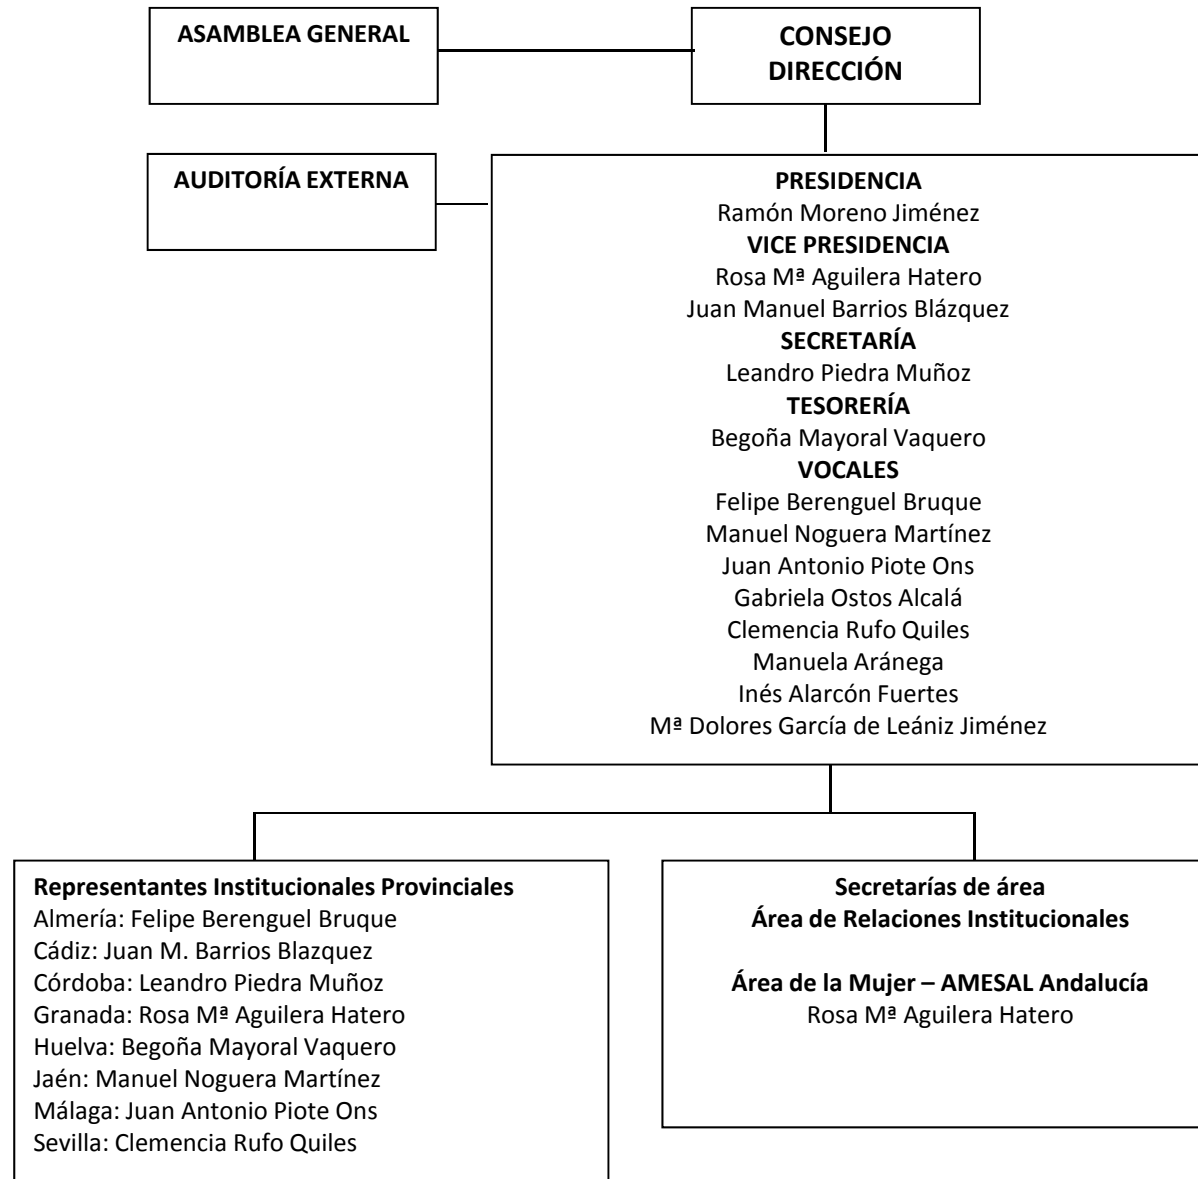 ASAMBLEA GENERAL
CONSEJO
DIRECCIÓN
AUDITORÍA EXTERNA
PRESIDENCIA
Ramón Moreno Jiménez
VICE PRESIDENCIA
Rosa Mª Aguilera Hatero
Juan Manuel Barrios Blázquez
SECRETARÍA
Leandro Piedra Muñoz
TESORERÍA
Begoña Mayoral Vaquero
VOCALES
Felipe Berenguel Bruque
Manuel Noguera Martínez
Juan Antonio Piote Ons
Gabriela Ostos Alcalá
Clemencia Rufo Quiles
Manuela Aránega
Inés Alarcón Fuertes
Mª Dolores García de Leániz Jiménez
Representantes Institucionales Provinciales
Almería: Felipe Berenguel Bruque
Cádiz: Juan M. Barrios Blazquez
Córdoba: Leandro Piedra Muñoz
Granada: Rosa Mª Aguilera Hatero
Huelva: Begoña Mayoral Vaquero
Jaén: Manuel Noguera Martínez
Málaga: Juan Antonio Piote Ons
Sevilla: Clemencia Rufo Quiles
Secretarías de área
Área de Relaciones Institucionales
Área de la Mujer – AMESAL Andalucía
Rosa Mª Aguilera Hatero